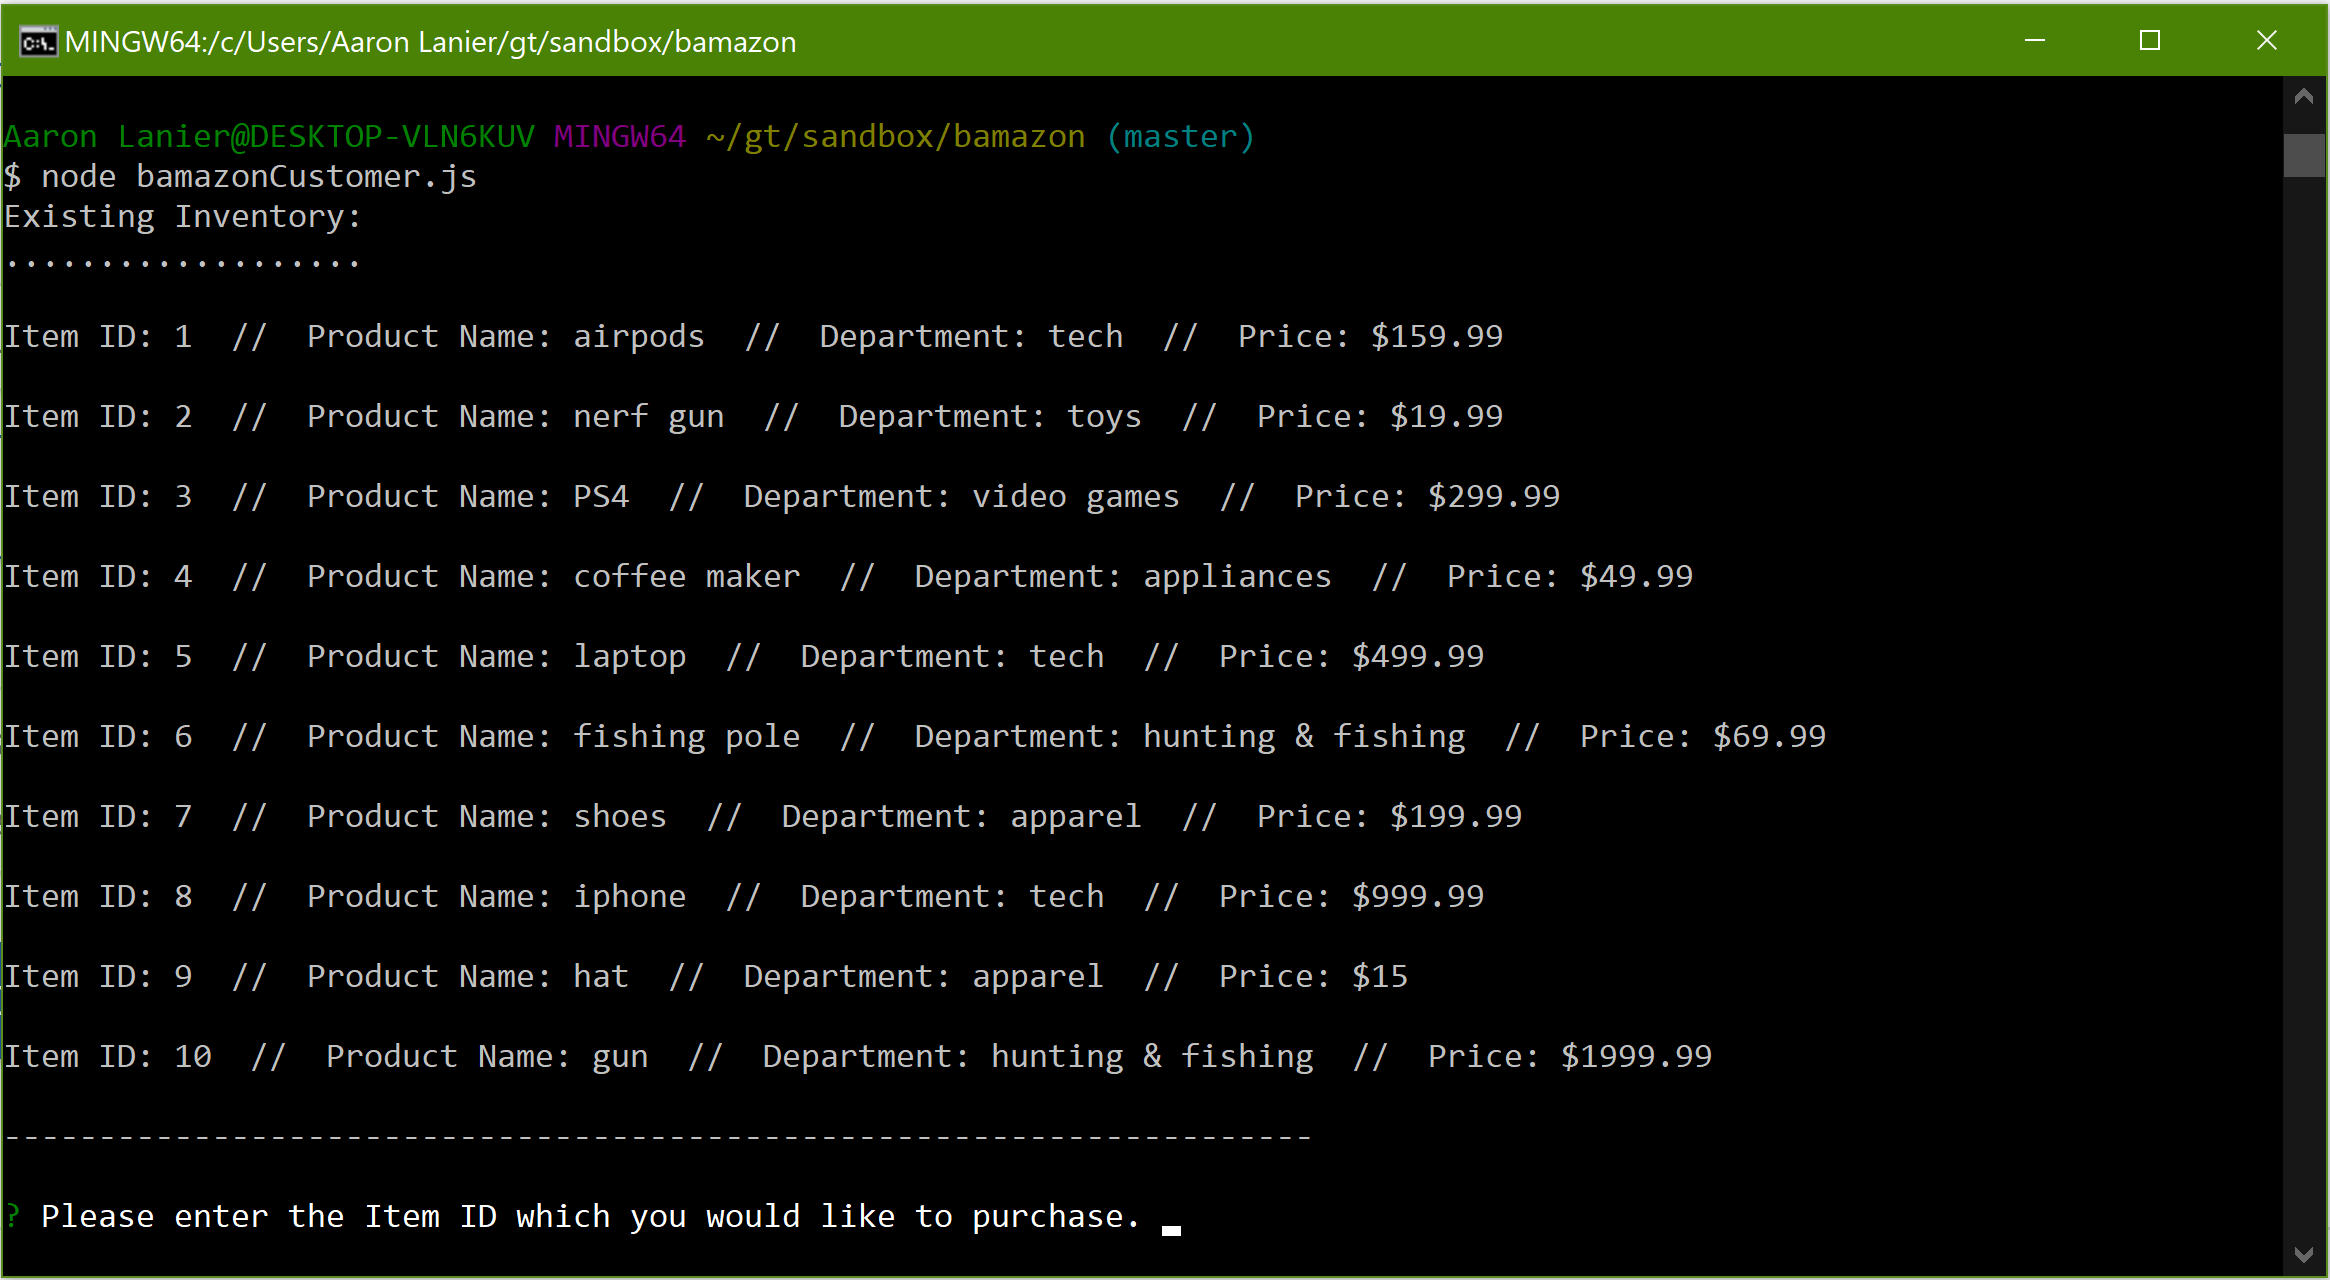 MINGW64:/c/Users/Aaron Lanier/gt/sandbox/bamazon
Aaron Lanier@DESKTOP-VLN6KUV MINGW64 ~/gt/sandbox/bamazon (master)
$ node bamazonCustomer.js
Existing Inventory:
...................
Item ID: 1  //  Product Name: airpods  //  Department: tech  //  Price: $159.99
Item ID: 2  //  Product Name: nerf gun  //  Department: toys  //  Price: $19.99
Item ID: 3  //  Product Name: PS4  //  Department: video games  //  Price: $299.99
Item ID: 4  //  Product Name: coffee maker  //  Department: appliances  //  Price: $49.99
Item ID: 5  //  Product Name: laptop  //  Department: tech  //  Price: $499.99
Item ID: 6  //  Product Name: fishing pole  //  Department: hunting & fishing  //  Price: $69.99
Item ID: 7  //  Product Name: shoes  //  Department: apparel  //  Price: $199.99
Item ID: 8  //  Product Name: iphone  //  Department: tech  //  Price: $999.99
Item ID: 9  //  Product Name: hat  //  Department: apparel  //  Price: $15
Item ID: 10  //  Product Name: gun  //  Department: hunting & fishing  //  Price: $1999.99
---------------------------------------------------------------------
? Please enter the Item ID which you would like to purchase.